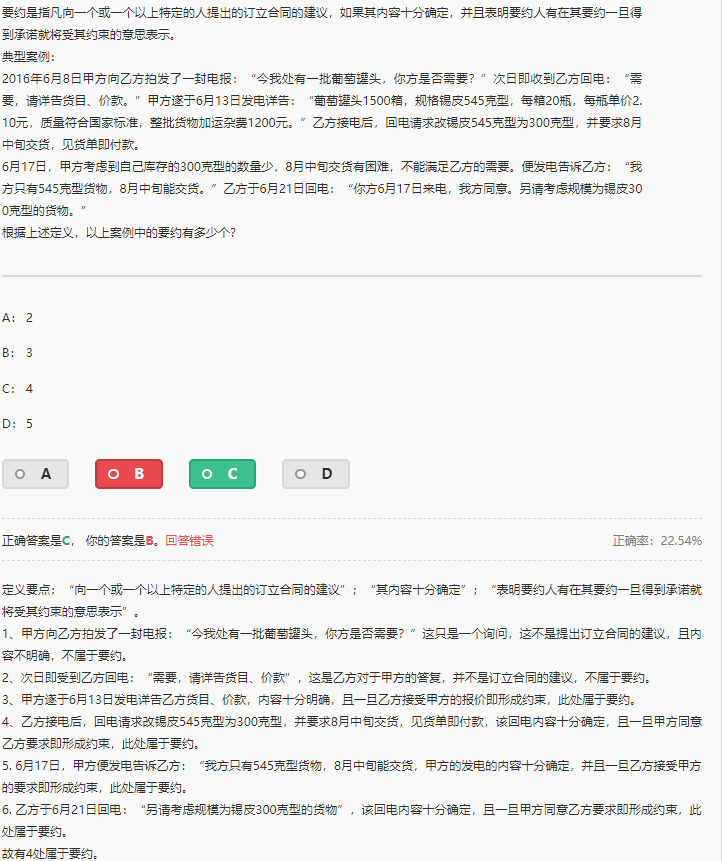 要约是指凡向一个或一个以上特定的人提出的订立合同的建议，如果其内容十分确定，并且表明要约人有在其要约一旦得
到承诺就将受其约束的意思表示。
典型案例：
2016年6月8日甲方向乙方拍发了一封电报：“今我处有一批葡萄罐头，你方是否需要？”次日即收到乙方回电：“需
要，请详告货目、价款。”甲方遂于6月13日发电详告：“葡萄罐头1500箱，规格锡皮545克型，每箱20瓶，每瓶单价2.
10元，质量符合国家标准，整批货物加运杂费1200元。”乙方接电后，回电请求改锡皮545克型为300克型，并要求8月
中旬交货，见货单即付款。
6月17日，甲方考虑到自己库存的300克型的数量少，8月中旬交货有困难，不能满足乙方的需要。便发电告诉乙方：“我
方只有545克型货物，8月中旬能交货。”乙方于6月21日回电：“你方6月17日来电，我方同意。另请考虑规模为锡皮30
0克型的货物。”
根据上述定义，以上案例中的要约有多少个？
A： 2
B： 3
C： 4
D： 5
A B C D
正确答案是C， 你的答案是B。回答错误 正确率：22.54%
定义要点：“向一个或一个以上特定的人提出的订立合同的建议”；“其内容十分确定”；“表明要约人有在其要约一旦得到承诺就
将受其约束的意思表示”。
1、甲方向乙方拍发了一封电报：“今我处有一批葡萄罐头，你方是否需要？”这只是一个询问，这不是提出订立合同的建议，且内
容不明确，不属于要约。
2、次日即受到乙方回电：“需要，请详告货目、价款”，这是乙方对于甲方的答复，并不是订立合同的建议，不属于要约。
3、甲方遂于6月13日发电详告乙方货目、价款，内容十分明确，且一旦乙方接受甲方的报价即形成约束，此处属于要约。
4、乙方接电后，回电请求改锡皮545克型为300克型，并要求8月中旬交货，见货单即付款，该回电内容十分确定，且一旦甲方同意
乙方要求即形成约束，此处属于要约。
5. 6月17日，甲方便发电告诉乙方：“我方只有545克型货物，8月中旬能交货，甲方的发电的内容十分确定，并且一旦乙方接受甲方
的要求即形成约束，此处属于要约。
6. 乙方于6月21日回电：“另请考虑规模为锡皮300克型的货物”，该回电内容十分确定，且一旦甲方同意乙方要求即形成约束，此
处属于要约。
故有4处属于要约。